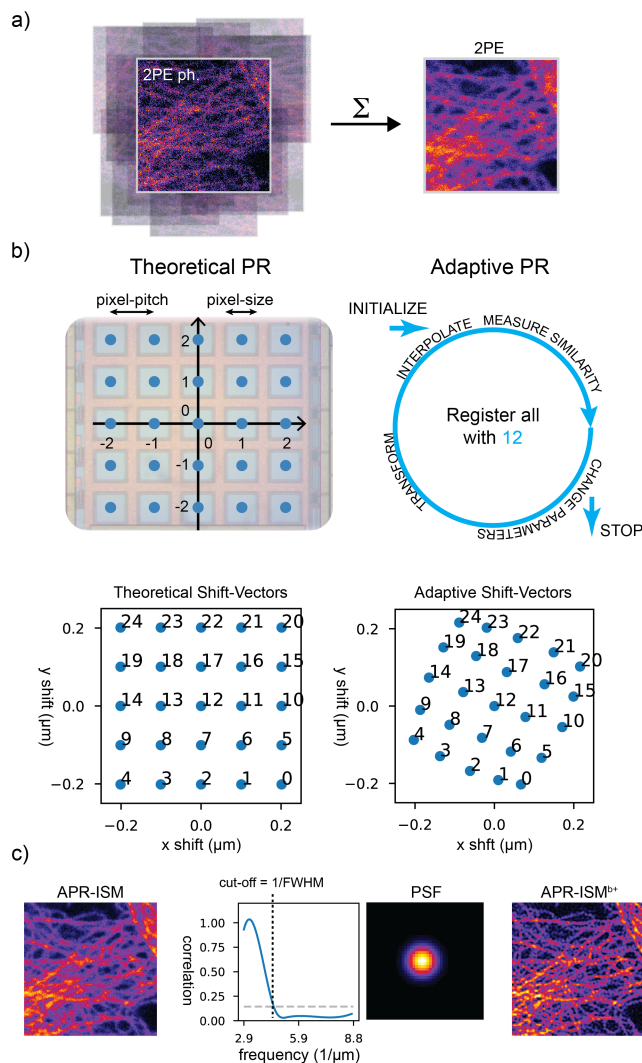 a)
2PE ph.
Σ
2PE
b)
Theoretical PR
Adaptive PR
pixel-pitch
pixel-size
2
1
0
-2
-1
0
1
2
-1
-2
INITIALIZE
INTERPOLATE
MEASURE SIMILARITY
Register all
with 12
TRANSFORM
CHANGE PARAMETERS
STOP
Theoretical Shift-Vectors
y shift (μm)
0.2
0.0
−0.2
24 23 22 21 20
19 18 17 16 15
14 13 12 11 10
9 8 7 6 5
4 3 2 1 0
−0.2 0.0 0.2
x shift (μm)
Adaptive Shift-Vectors
y shift (μm)
0.2
0.0
−0.2
24 23 22 21 20
19 18 17 16 15
14 13 12 11 10
9 8 7 6 5
4 3 2 1 0
−0.2 0.0 0.2
x shft (μm)
c)
APR-ISM
cut-off = 1/FWHM
correlation
1.00
0.75
0.50
0.25
0.00
2.9 5.9 8.8
frequency (1/μm)
PSF
APR-ISMᵇ⁺